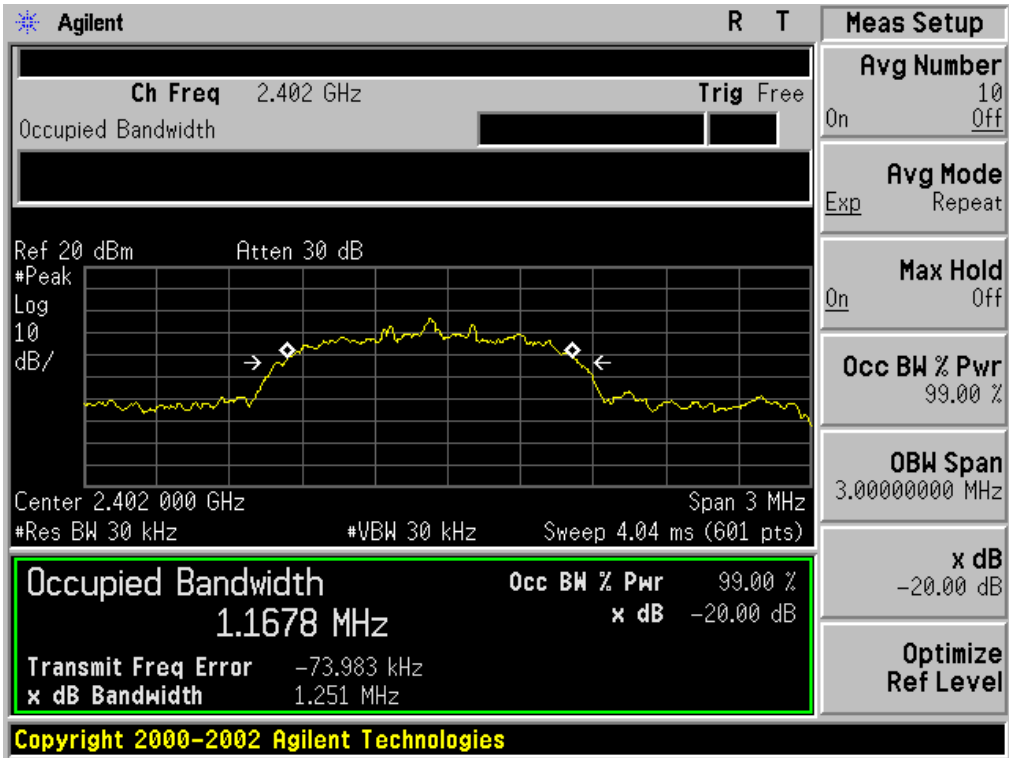 Agilent R T
Ch Freq 2.402 GHz Trig Free
Occupied Bandwidth
Ref 20 dBm Atten 30 dB
#Peak
Log
10
dB/
Center 2.402 000 GHz Span 3 MHz
#Res BW 30 kHz #VBW 30 kHz Sweep 4.04 ms (601 pts)
Occupied Bandwidth Occ BW % Pwr 99.00 %
1.1678 MHz x dB -20.00 dB
Transmit Freq Error -73.983 kHz
x dB Bandwidth 1.251 MHz
Copyright 2000-2002 Agilent Technologies
Meas Setup
Avg Number
10
On Off
Avg Mode
Exp Repeat
Max Hold
On Off
Occ BW % Pwr
99.00 %
OBW Span
3.00000000 MHz
x dB
-20.00 dB
Optimize
Ref Level